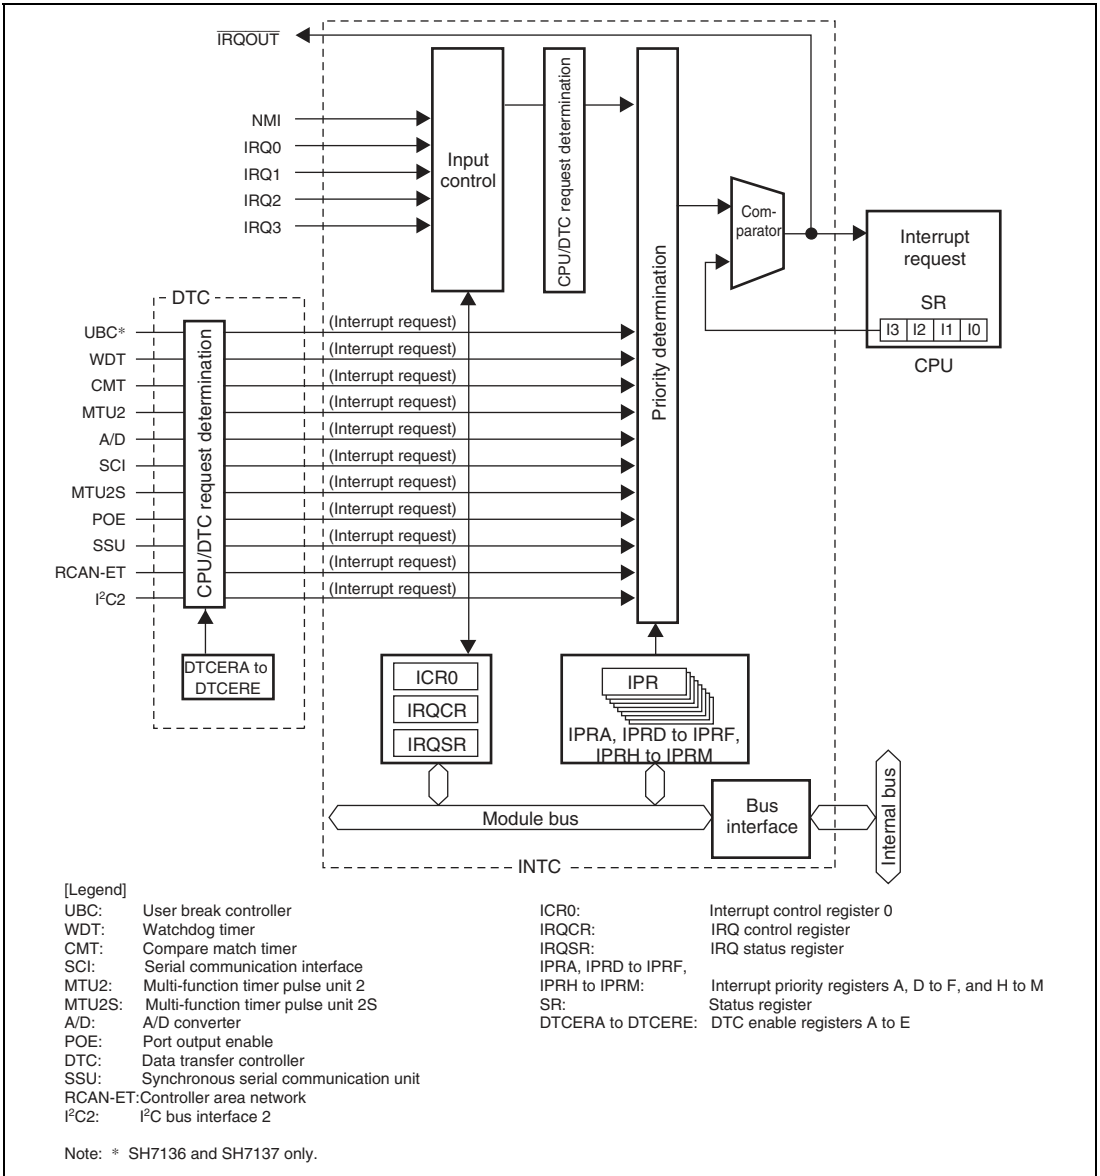 IRQOUT
NMI
IRQ0
IRQ1
IRQ2
IRQ3
Input
control
CPU/DTC request determination
Priority determination
Com-
parator
Interrupt
request
SR
I3 I2 I1 I0
CPU
DTC
UBC*
WDT
CMT
MTU2
A/D
SCI
MTU2S
POE
SSU
RCAN-ET
I²C2
CPU/DTC request determination
(Interrupt request)
(Interrupt request)
(Interrupt request)
(Interrupt request)
(Interrupt request)
(Interrupt request)
(Interrupt request)
(Interrupt request)
(Interrupt request)
(Interrupt request)
(Interrupt request)
DTCERA to
DTCERE
ICR0
IRQCR
IRQSR
IPR
IPRA, IPRD to IPRF,
IPRH to IPRM
Module bus
Bus
interface
Internal bus
INTC
[Legend]
UBC: User break controller
WDT: Watchdog timer
CMT: Compare match timer
SCI: Serial communication interface
MTU2: Multi-function timer pulse unit 2
MTU2S: Multi-function timer pulse unit 2S
A/D: A/D converter
POE: Port output enable
DTC: Data transfer controller
SSU: Synchronous serial communication unit
RCAN-ET:Controller area network
I²C2: I²C bus interface 2
ICR0: Interrupt control register 0
IRQCR: IRQ control register
IRQSR: IRQ status register
IPRA, IPRD to IPRF,
IPRH to IPRM: Interrupt priority registers A, D to F, and H to M
SR: Status register
DTCERA to DTCERE: DTC enable registers A to E
Note: * SH7136 and SH7137 only.